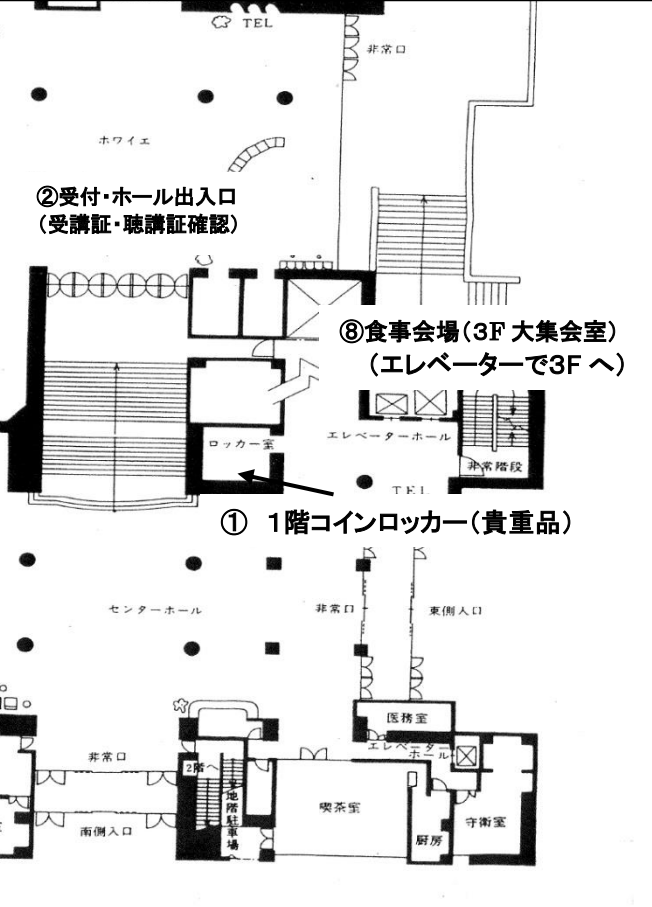 TEL
非常口
ホワイエ
②受付・ホール出入口
（受講証・聴講証確認）
⑧食事会場（３Ｆ 大集会室）
（エレベーターで３Ｆ へ）
ロッカー室
エレベーターホール
非常階段
TEL
①　１階コインロッカー（貴重品）
センターホール
非常口
東側入口
医務室
エレベーター
ホール
非常口
2階へ
地階駐車場
喫茶室
南側入口
厨房
守衛室